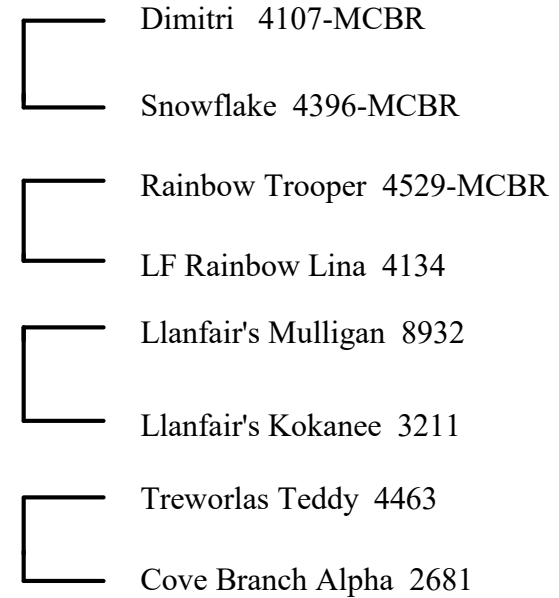 Dimitri 4107-MCBR
Snowflake 4396-MCBR
Rainbow Trooper 4529-MCBR
LF Rainbow Lina 4134
Llanfair's Mulligan 8932
Llanfair's Kokanee 3211
Treworlas Teddy 4463
Cove Branch Alpha 2681